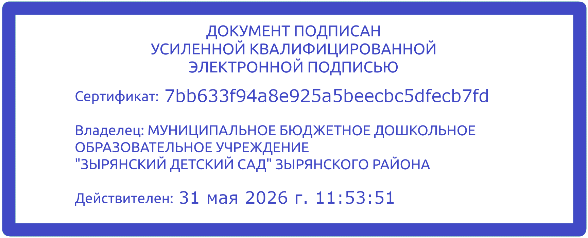 ДОКУМЕНТ ПОДПИСАН
УСИЛЕННОЙ КВАЛИФИЦИРОВАННОЙ
ЭЛЕКТРОННОЙ ПОДПИСЬЮ
Сертификат: 7bb633f94a8e925a5beecbc5dfecb7fd
Владелец: МУНИЦИПАЛЬНОЕ БЮДЖЕТНОЕ ДОШКОЛЬНОЕ
ОБРАЗОВАТЕЛЬНОЕ УЧРЕЖДЕНИЕ
"ЗЫРЯНСКИЙ ДЕТСКИЙ САД" ЗЫРЯНСКОГО РАЙОНА
Действителен: 31 мая 2026 г. 11:53:51